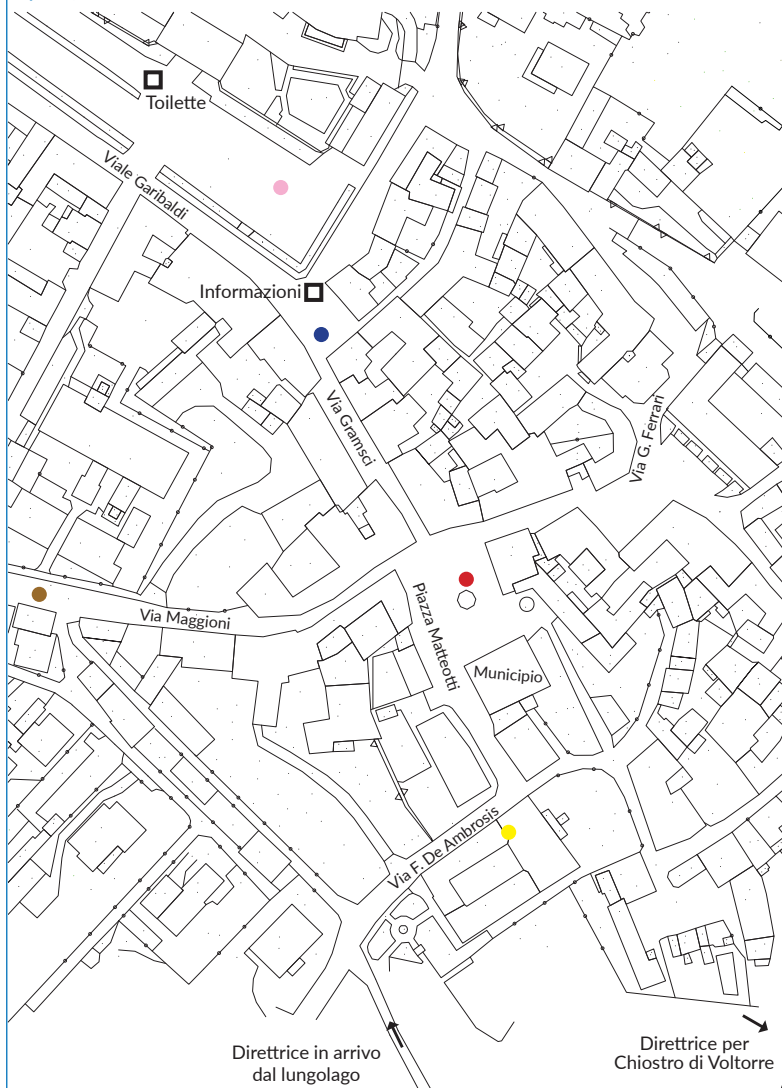 Toilette
Viale Garibaldi
Informazioni
Via Gramsci
Via G. Ferrari
Via Maggioni
Piazza Matteotti
Municipio
Via F. De Ambrosis
Direttrice in arrivo
dal lungolago
Direttrice per
Chiostro di Voltorre